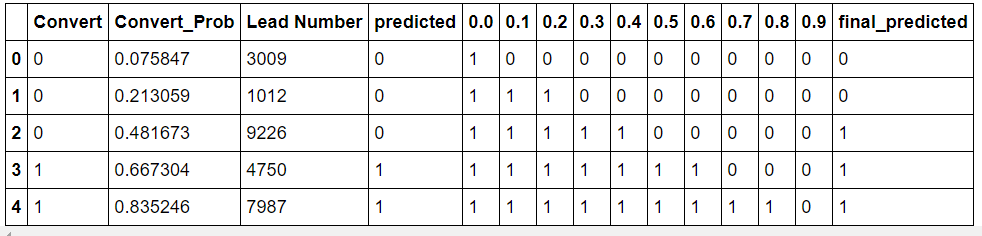 Convert Convert_Prob Lead Number predicted 0.0 0.1 0.2 0.3 0.4 0.5 0.6 0.7 0.8 0.9 final_predicted
0 0 0.075847 3009 0 1 0 0 0 0 0 0 0 0 0 0
1 0 0.213059 1012 0 1 1 1 0 0 0 0 0 0 0 0
2 0 0.481673 9226 0 1 1 1 1 1 0 0 0 0 0 1
3 1 0.667304 4750 1 1 1 1 1 1 1 1 0 0 0 1
4 1 0.835246 7987 1 1 1 1 1 1 1 1 1 1 0 1